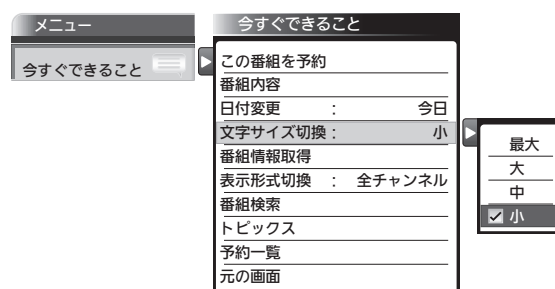 メニュー
今すぐできること
今すぐできること
この番組を予約
番組内容
日付変更 : 今日
文字サイズ切換 : 小
番組情報取得
表示形式切換 : 全チャンネル
番組検索
トピックス
予約一覧
元の画面
最大
大
中
小